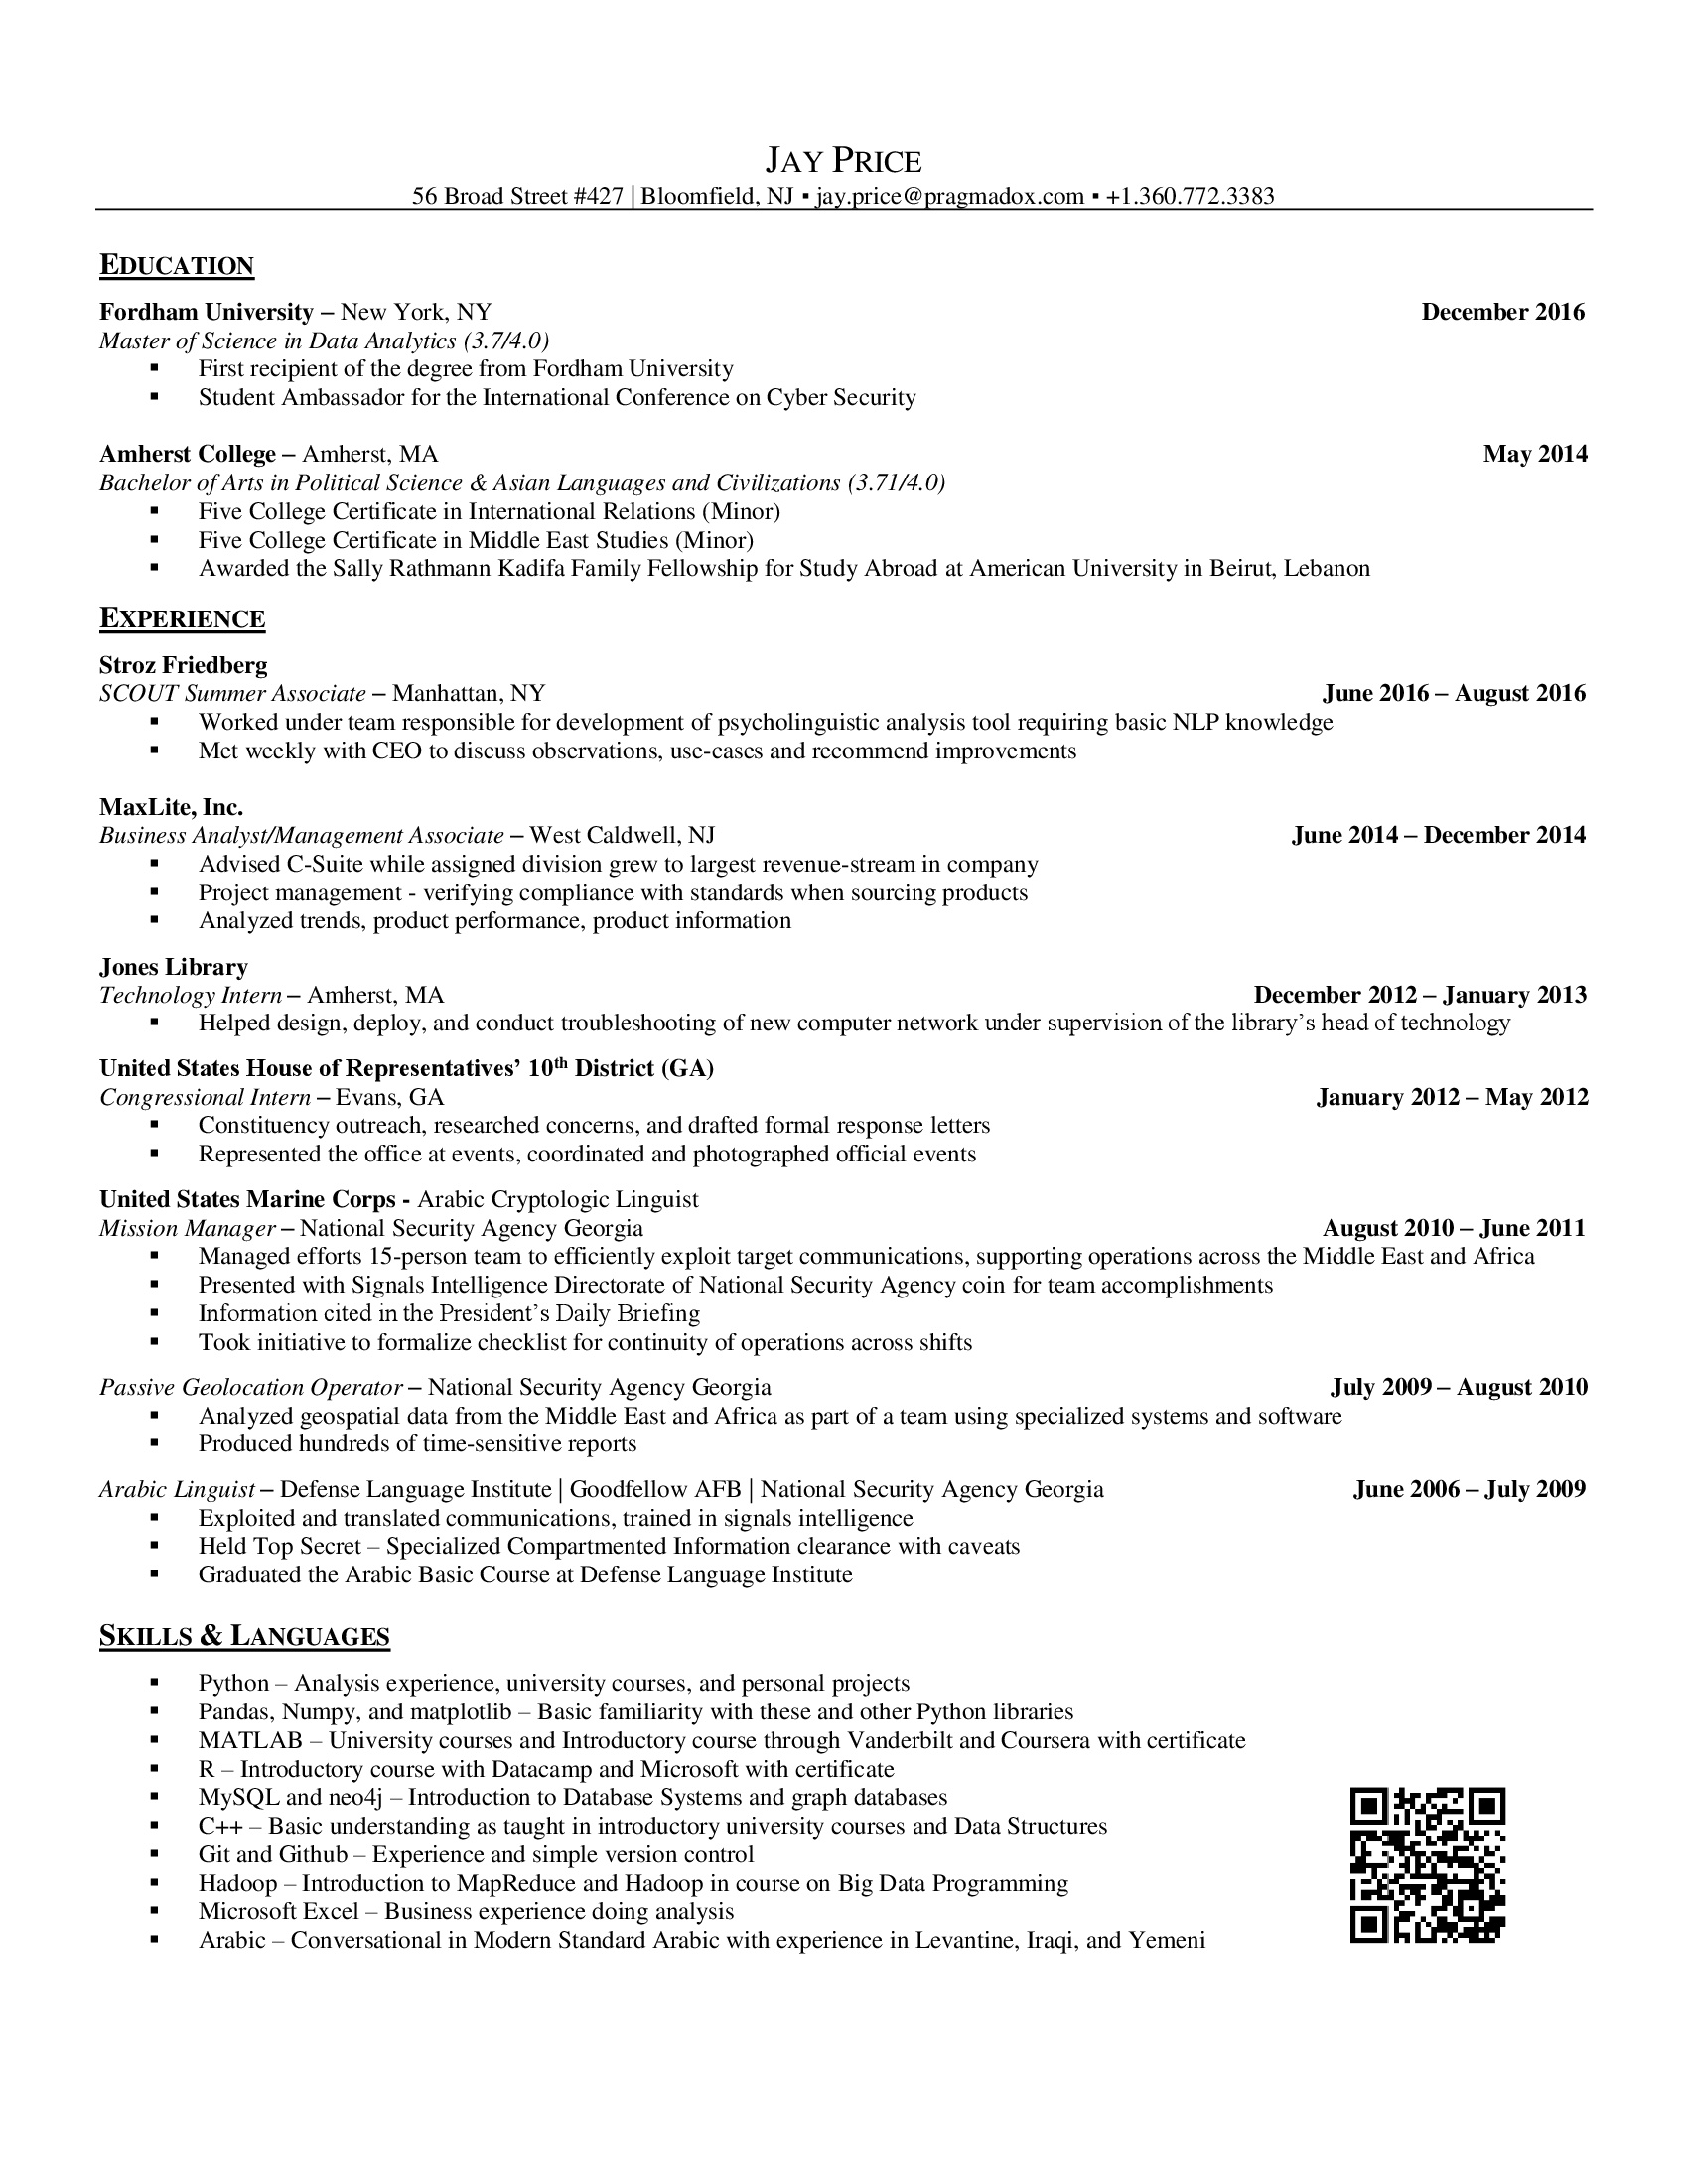 JAY PRICE
56 Broad Street #427 | Bloomfield, NJ ▪ jay.price@pragmadox.com ▪ +1.360.772.3383
EDUCATION
Fordham University – New York, NY December 2016
Master of Science in Data Analytics (3.7/4.0)
▪ First recipient of the degree from Fordham University
▪ Student Ambassador for the International Conference on Cyber Security
Amherst College – Amherst, MA May 2014
Bachelor of Arts in Political Science & Asian Languages and Civilizations (3.71/4.0)
▪ Five College Certificate in International Relations (Minor)
▪ Five College Certificate in Middle East Studies (Minor)
▪ Awarded the Sally Rathmann Kadifa Family Fellowship for Study Abroad at American University in Beirut, Lebanon
EXPERIENCE
Stroz Friedberg
SCOUT Summer Associate – Manhattan, NY June 2016 – August 2016
▪ Worked under team responsible for development of psycholinguistic analysis tool requiring basic NLP knowledge
▪ Met weekly with CEO to discuss observations, use-cases and recommend improvements
MaxLite, Inc.
Business Analyst/Management Associate – West Caldwell, NJ June 2014 – December 2014
▪ Advised C-Suite while assigned division grew to largest revenue-stream in company
▪ Project management - verifying compliance with standards when sourcing products
▪ Analyzed trends, product performance, product information
Jones Library
Technology Intern – Amherst, MA December 2012 – January 2013
▪ Helped design, deploy, and conduct troubleshooting of new computer network under supervision of the library’s head of technology
United States House of Representatives’ 10th District (GA)
Congressional Intern – Evans, GA January 2012 – May 2012
▪ Constituency outreach, researched concerns, and drafted formal response letters
▪ Represented the office at events, coordinated and photographed official events
United States Marine Corps - Arabic Cryptologic Linguist
Mission Manager – National Security Agency Georgia August 2010 – June 2011
▪ Managed efforts 15-person team to efficiently exploit target communications, supporting operations across the Middle East and Africa
▪ Presented with Signals Intelligence Directorate of National Security Agency coin for team accomplishments
▪ Information cited in the President’s Daily Briefing
▪ Took initiative to formalize checklist for continuity of operations across shifts
Passive Geolocation Operator – National Security Agency Georgia July 2009 – August 2010
▪ Analyzed geospatial data from the Middle East and Africa as part of a team using specialized systems and software
▪ Produced hundreds of time-sensitive reports
Arabic Linguist – Defense Language Institute | Goodfellow AFB | National Security Agency Georgia June 2006 – July 2009
▪ Exploited and translated communications, trained in signals intelligence
▪ Held Top Secret – Specialized Compartmented Information clearance with caveats
▪ Graduated the Arabic Basic Course at Defense Language Institute
SKILLS & LANGUAGES
▪ Python – Analysis experience, university courses, and personal projects
▪ Pandas, Numpy, and matplotlib – Basic familiarity with these and other Python libraries
▪ MATLAB – University courses and Introductory course through Vanderbilt and Coursera with certificate
▪ R – Introductory course with Datacamp and Microsoft with certificate
▪ MySQL and neo4j – Introduction to Database Systems and graph databases
▪ C++ – Basic understanding as taught in introductory university courses and Data Structures
▪ Git and Github – Experience and simple version control
▪ Hadoop – Introduction to MapReduce and Hadoop in course on Big Data Programming
▪ Microsoft Excel – Business experience doing analysis
▪ Arabic – Conversational in Modern Standard Arabic with experience in Levantine, Iraqi, and Yemeni